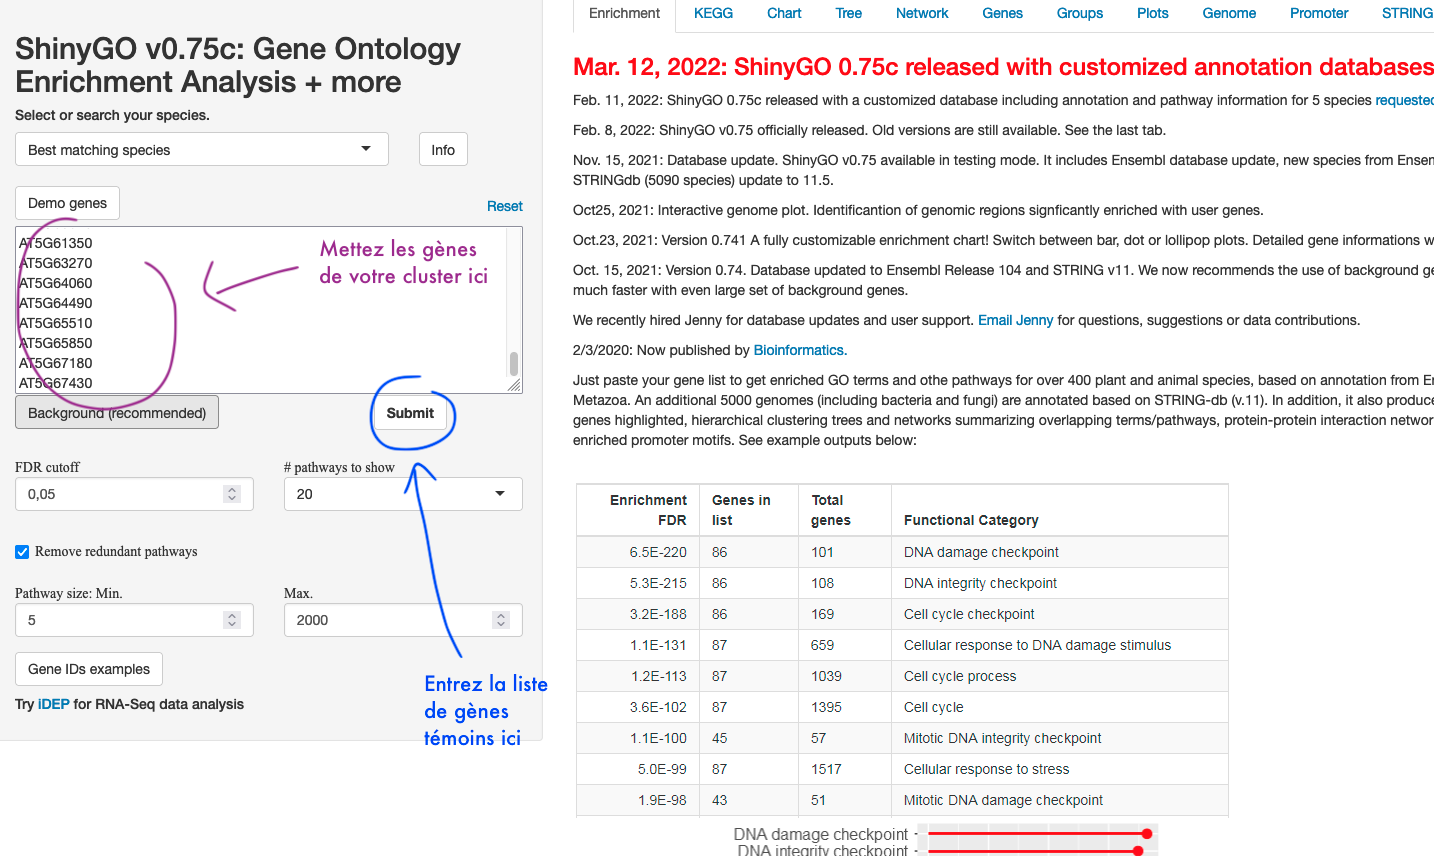 ShinyGO v0.75c: Gene Ontology
Enrichment Analysis + more
Select or search your species.
Best matching species
Info
Demo genes
Reset
AT5G61350
AT5G63270
AT5G64060
AT5G64490
AT5G65510
AT5G65850
AT5G67180
AT5G67430
Mettez les gènes
de votre cluster ici
Background (recommended)
Submit
FDR cutoff
# pathways to show
0,05
20
Remove redundant pathways
Pathway size: Min.
Max.
5
2000
Gene IDs examples
Try iDEP for RNA-Seq data analysis
Entrez la liste
de gènes
témoins ici
Enrichment KEGG Chart Tree Network Genes Groups Plots Genome Promoter STRING
Mar. 12, 2022: ShinyGO 0.75c released with customized annotation databases
Feb. 11, 2022: ShinyGO 0.75c released with a customized database including annotation and pathway information for 5 species requested
Feb. 8, 2022: ShinyGO v0.75 officially released. Old versions are still available. See the last tab.
Nov. 15, 2021: Database update. ShinyGO v0.75 available in testing mode. It includes Ensembl database update, new species from Ensem
STRINGdb (5090 species) update to 11.5.
Oct25, 2021: Interactive genome plot. Identificantion of genomic regions signficantly enriched with user genes.
Oct.23, 2021: Version 0.741 A fully customizable enrichment chart! Switch between bar, dot or lollipop plots. Detailed gene informations w
Oct. 15, 2021: Version 0.74. Database updated to Ensembl Release 104 and STRING v11. We now recommends the use of background ge
much faster with even large set of background genes.
We recently hired Jenny for database updates and user support. Email Jenny for questions, suggestions or data contributions.
2/3/2020: Now published by Bioinformatics.
Just paste your gene list to get enriched GO terms and othe pathways for over 400 plant and animal species, based on annotation from En
Metazoa. An additional 5000 genomes (including bacteria and fungi) are annotated based on STRING-db (v.11). In addition, it also produce
genes highlighted, hierarchical clustering trees and networks summarizing overlapping terms/pathways, protein-protein interaction networ
enriched promoter motifs. See example outputs below:
Enrichment FDR Genes in list Total genes Functional Category
6.5E-220 86 101 DNA damage checkpoint
5.3E-215 86 108 DNA integrity checkpoint
3.2E-188 86 169 Cell cycle checkpoint
1.1E-131 87 659 Cellular response to DNA damage stimulus
1.2E-113 87 1039 Cell cycle process
3.6E-102 87 1395 Cell cycle
1.1E-100 45 57 Mitotic DNA integrity checkpoint
5.0E-99 87 1517 Cellular response to stress
1.9E-98 43 51 Mitotic DNA damage checkpoint
DNA damage checkpoint
DNA integrity checkpoint